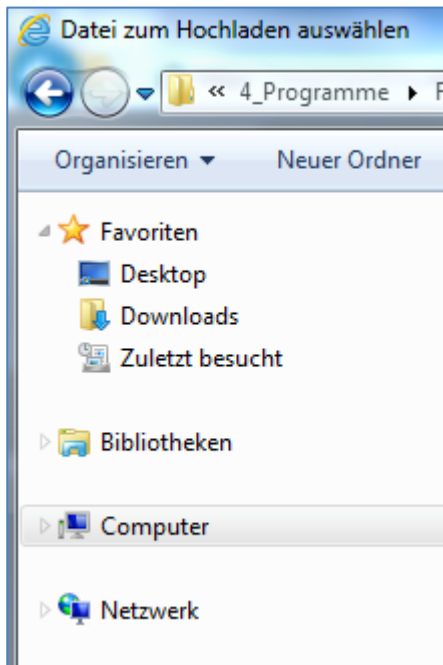 Datei zum Hochladen auswählen
« 4_Programme
Organisieren Neuer Ordner
Favoriten
Desktop
Downloads
Zuletzt besucht
Bibliotheken
Computer
Netzwerk